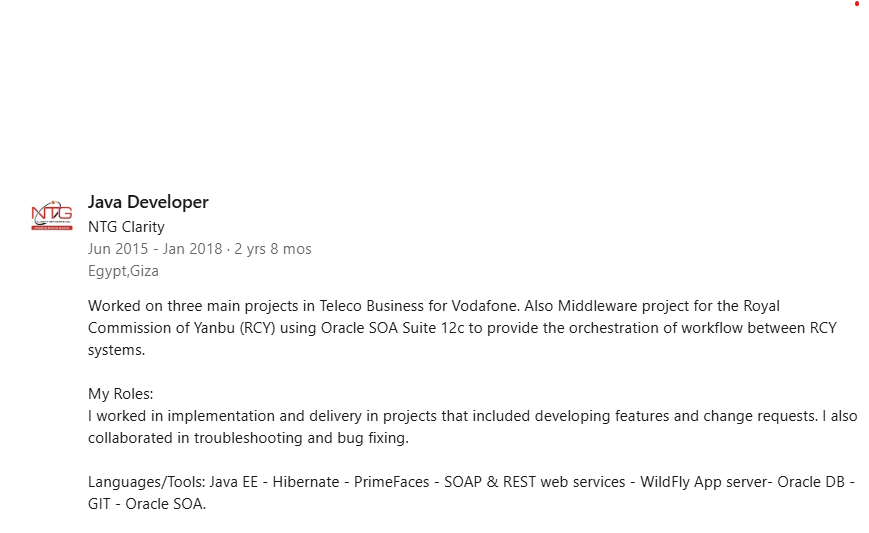 NTG
Java Developer
NTG Clarity
Jun 2015 - Jan 2018 · 2 yrs 8 mos
Egypt,Giza
Worked on three main projects in Teleco Business for Vodafone. Also Middleware project for the Royal
Commission of Yanbu (RCY) using Oracle SOA Suite 12c to provide the orchestration of workflow between RCY
systems.
My Roles:
I worked in implementation and delivery in projects that included developing features and change requests. I also
collaborated in troubleshooting and bug fixing.
Languages/Tools: Java EE - Hibernate - PrimeFaces - SOAP & REST web services - WildFly App server- Oracle DB -
GIT - Oracle SOA.